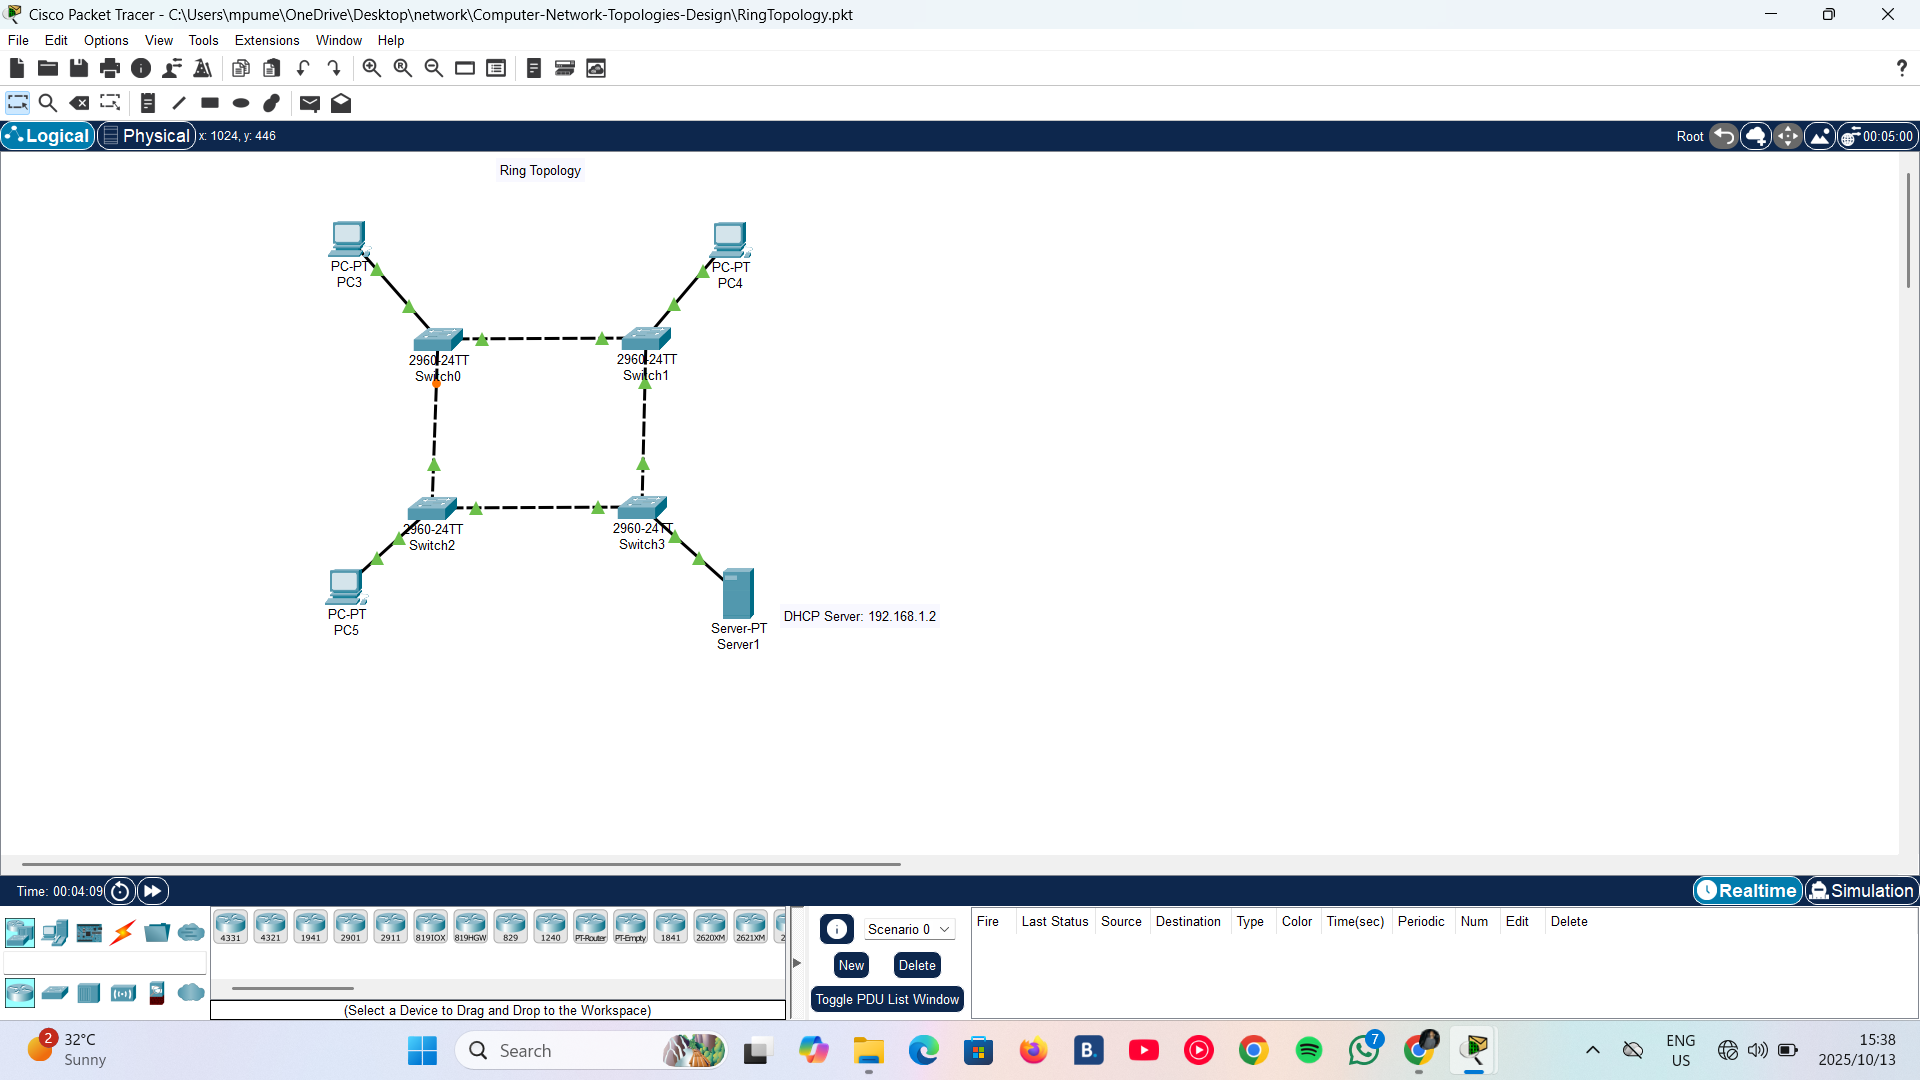 Cisco Packet Tracer - C:\Users\mpume\OneDrive\Desktop\network\Computer-Network-Topologies-Design\RingTopology.pkt
File Edit Options View Tools Extensions Window Help
?
Logical Physical x: 1024, y: 446 Root 00:05:00
Ring Topology
PC-PT
PC3
PC-PT
PC4
2960-24TT
Switch0
2960-24TT
Switch1
2960-24TT
Switch2
2960-24TT
Switch3
PC-PT
PC5
Server-PT
Server1
DHCP Server: 192.168.1.2
Time: 00:04:09 Realtime Simulation
4331 4321 1941 2901 2911 819IOX 819HGW 829 1240 PT-Router PT-Empty 1841 2620XM 2621XM 2
(Select a Device to Drag and Drop to the Workspace)
Scenario 0
New Delete
Toggle PDU List Window
Fire Last Status Source Destination Type Color Time(sec) Periodic Num Edit Delete
2 32°C
Sunny
Search
B.
7
ENG
US
15:38
2025/10/13